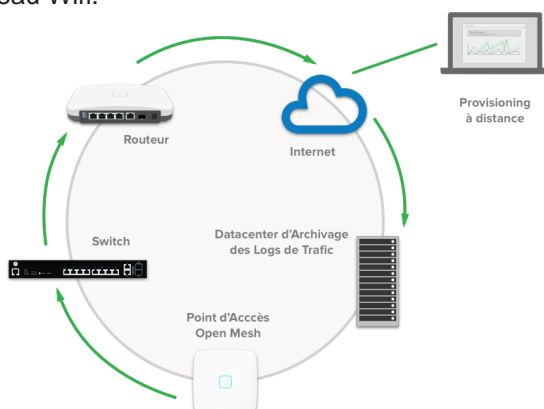 Routeur
Internet
Provisioning
à distance
Switch
Datacenter d'Archivage
des Logs de Trafic
Point d'Acccès
Open Mesh